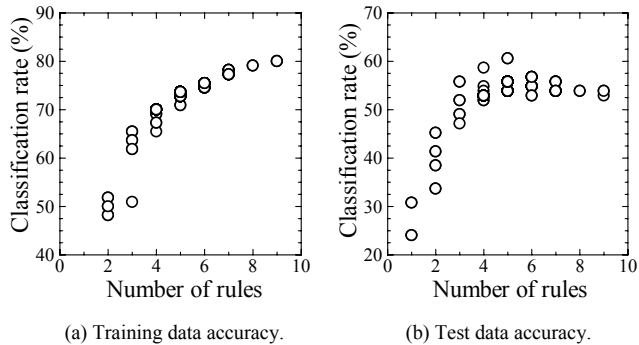 Classification rate (%)
90
80
70
60
50
40
0 2 4 6 8 10
Number of rules
(a) Training data accuracy.
Classification rate (%)
70
60
50
40
30
20
0 2 4 6 8 10
Number of rules
(b) Test data accuracy.